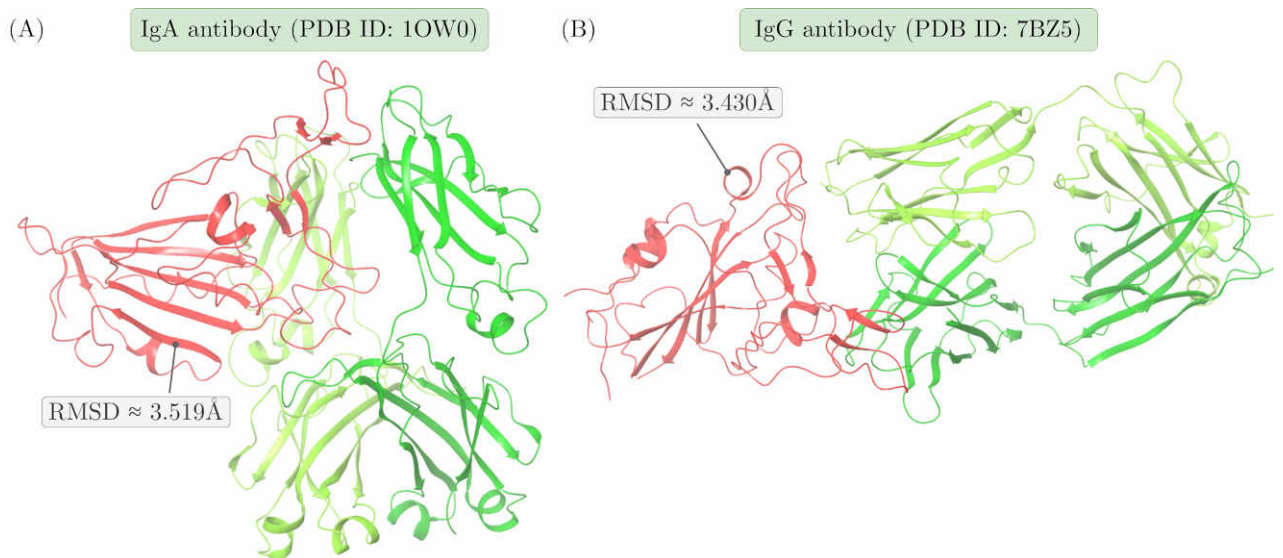 (A)
IgA antibody (PDB ID: 1OW0)
(B)
IgG antibody (PDB ID: 7BZ5)
RMSD ≈ 3.430Å
RMSD ≈ 3.519Å